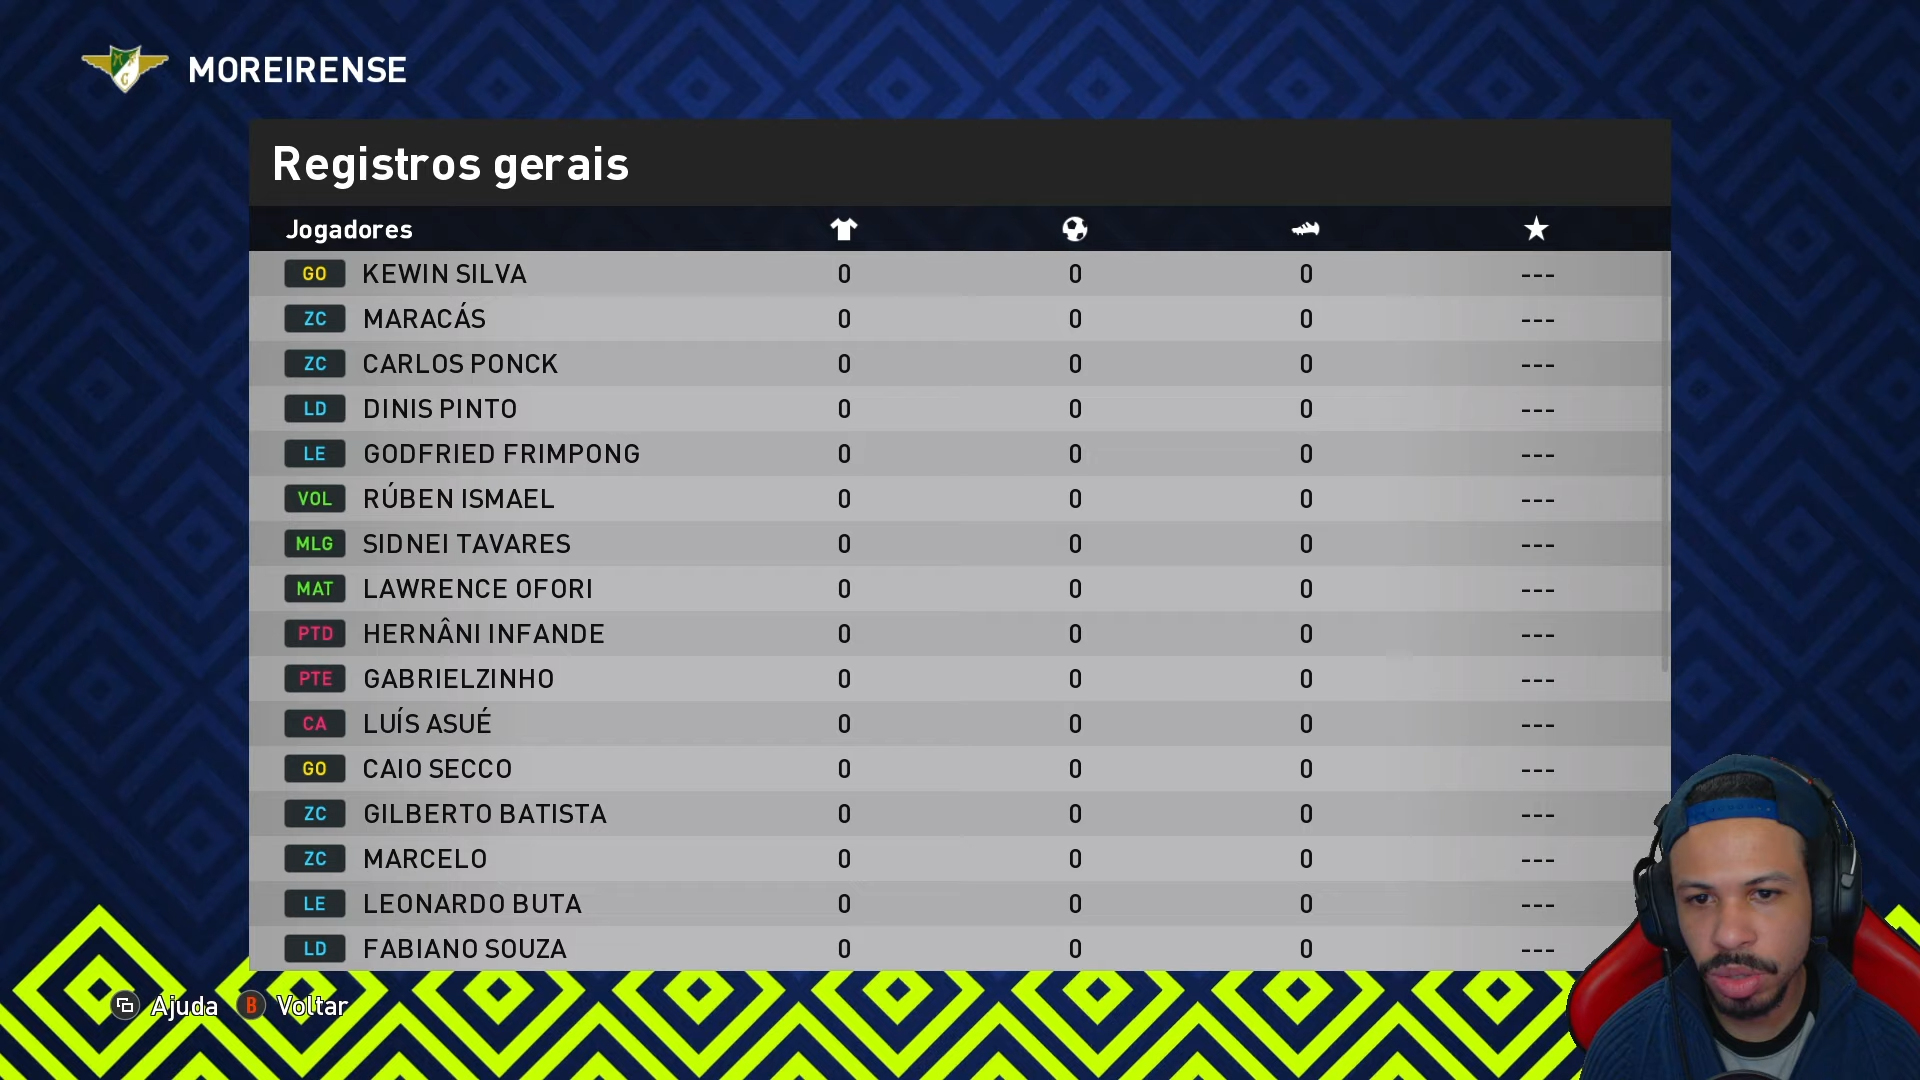 MOREIRENSE
Registros gerais
Jogadores
GO KEWIN SILVA 0 0 0 ---
ZC MARACÁS 0 0 0 ---
ZC CARLOS PONCK 0 0 0 ---
LD DINIS PINTO 0 0 0 ---
LE GODFRIED FRIMPONG 0 0 0 ---
VOL RÚBEN ISMAEL 0 0 0 ---
MLG SIDNEI TAVARES 0 0 0 ---
MAT LAWRENCE OFORI 0 0 0 ---
PTD HERNÂNI INFANDE 0 0 0 ---
PTE GABRIELZINHO 0 0 0 ---
CA LUÍS ASUÉ 0 0 0 ---
GO CAIO SECCO 0 0 0 ---
ZC GILBERTO BATISTA 0 0 0 ---
ZC MARCELO 0 0 0 ---
LE LEONARDO BUTA 0 0 0 ---
LD FABIANO SOUZA 0 0 0 ---
Ajuda B Voltar